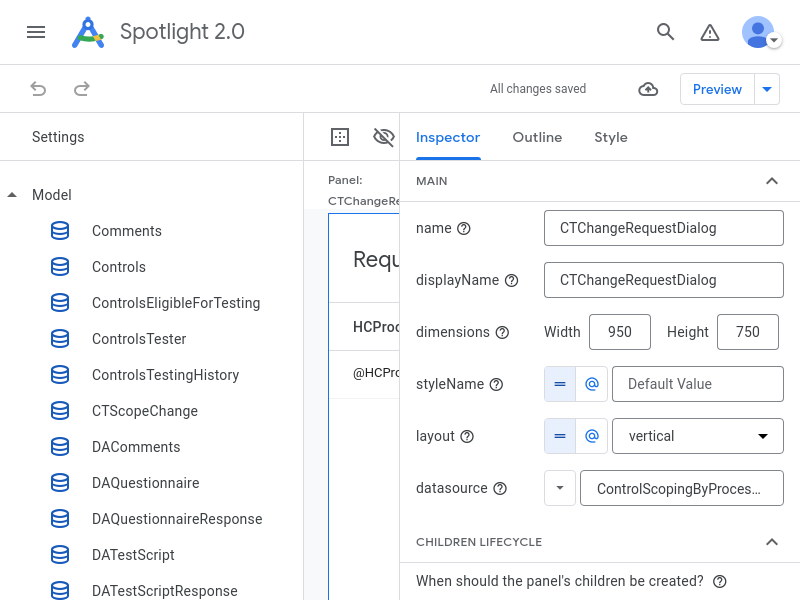 Spotlight 2.0
All changes saved
Preview
Settings
Inspector
Outline
Style
Model
Comments
Controls
ControlsEligibleForTesting
ControlsTester
ControlsTestingHistory
CTScopeChange
DAComments
DAQuestionnaire
DAQuestionnaireResponse
DATestScript
DATestScriptResponse
Panel:
CTChangeRe
Requ
HCProc
@HCPro
MAIN
name
CTChangeRequestDialog
displayName
CTChangeRequestDialog
dimensions
Width
950
Height
750
styleName
Default Value
layout
vertical
datasource
ControlScopingByProces...
CHILDREN LIFECYCLE
When should the panel's children be created?